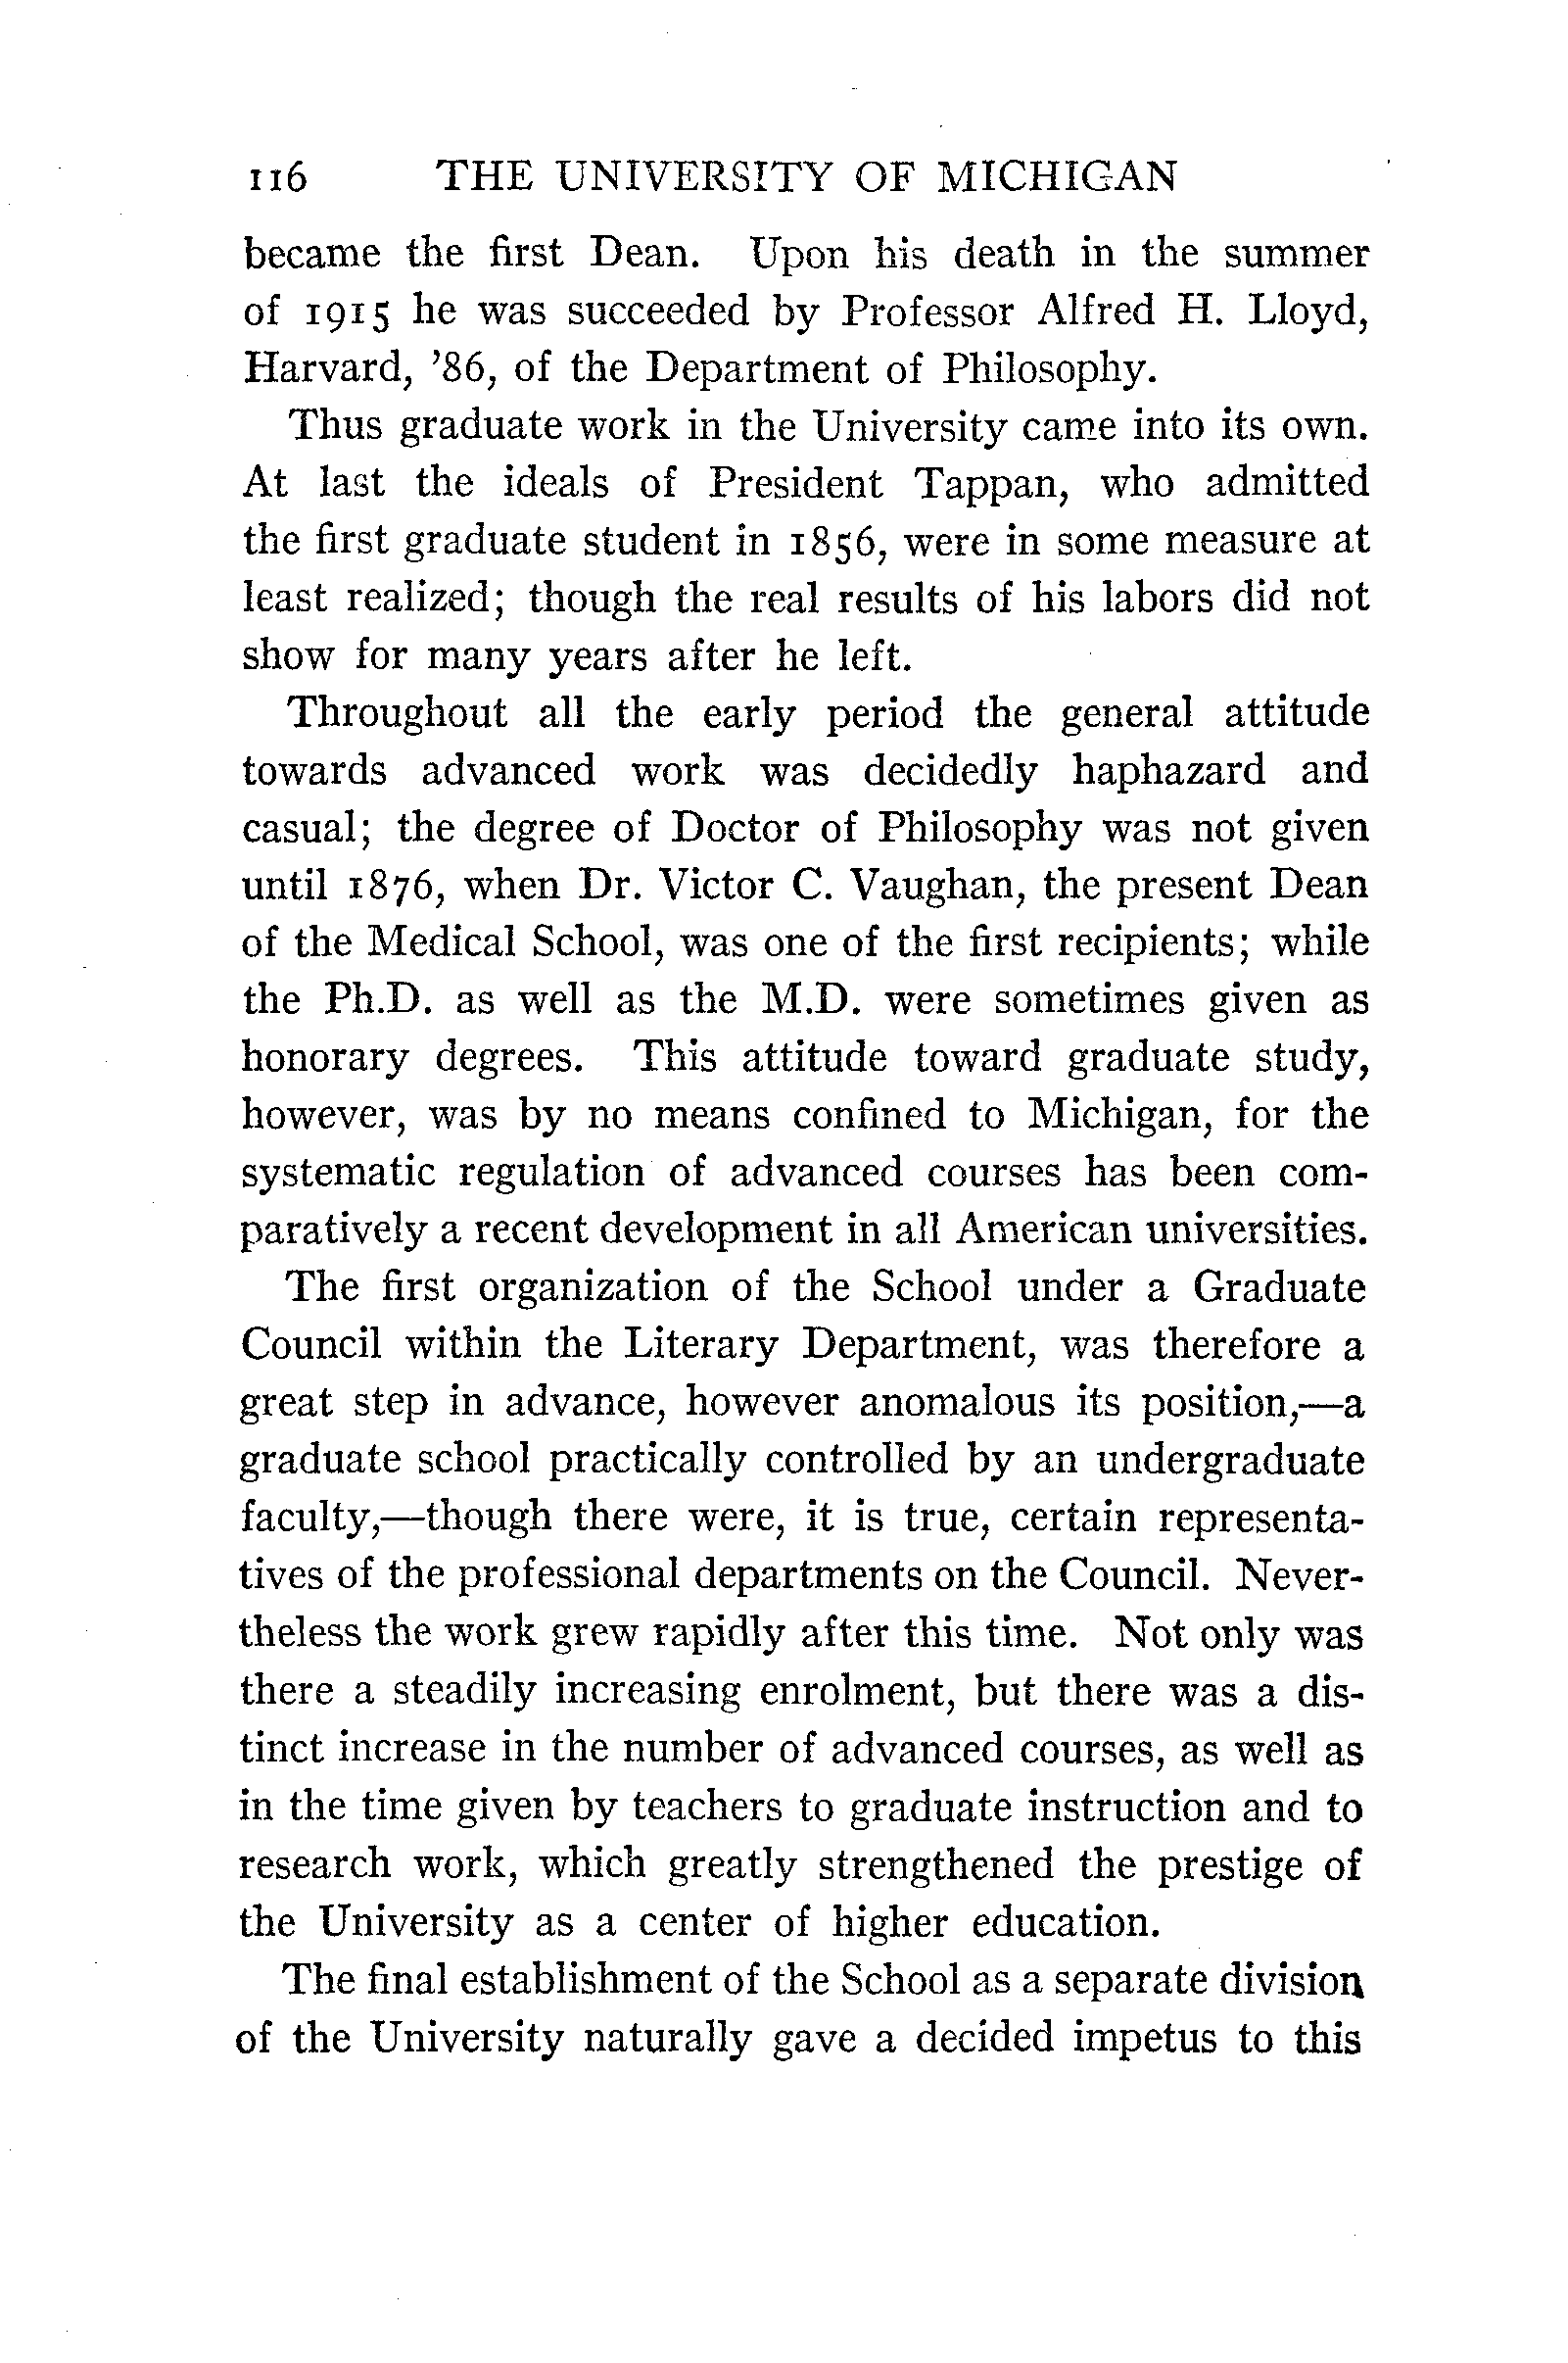 116 THE UNIVERSITY OF MICHIGAN
became the first Dean. Upon his death in the summer
of 1915 he was succeeded by Professor Alfred H. Lloyd,
Harvard, '86, of the Department of Philosophy.
Thus graduate work in the University came into its own.
At last the ideals of President Tappan, who admitted
the first graduate student in 1856, were in some measure at
least realized; though the real results of his labors did not
show for many years after he left.
Throughout all the early period the general attitude
towards advanced work was decidedly haphazard and
casual; the degree of Doctor of Philosophy was not given
until 1876, when Dr. Victor C. Vaughan, the present Dean
of the Medical School, was one of the first recipients; while
the Ph.D. as well as the M.D. were sometimes given as
honorary degrees. This attitude toward graduate study,
however, was by no means confined to Michigan, for the
systematic regulation of advanced courses has been com-
paratively a recent development in all American universities.
The first organization of the School under a Graduate
Council within the Literary Department, was therefore a
great step in advance, however anomalous its position,—a
graduate school practically controlled by an undergraduate
faculty,—though there were, it is true, certain representa-
tives of the professional departments on the Council. Never-
theless the work grew rapidly after this time. Not only was
there a steadily increasing enrolment, but there was a dis-
tinct increase in the number of advanced courses, as well as
in the time given by teachers to graduate instruction and to
research work, which greatly strengthened the prestige of
the University as a center of higher education.
The final establishment of the School as a separate division
of the University naturally gave a decided impetus to this